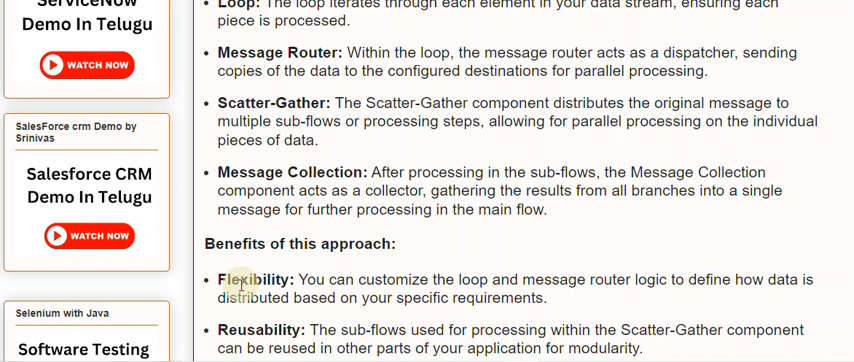 ServiceNow
Demo In Telugu
WATCH NOW
SalesForce crm Demo by
Srinivas
Salesforce CRM
Demo In Telugu
WATCH NOW
Selenium with Java
Software Testing
• Loop: The loop iterates through each element in your data stream, ensuring each
piece is processed.
• Message Router: Within the loop, the message router acts as a dispatcher, sending
copies of the data to the configured destinations for parallel processing.
• Scatter-Gather: The Scatter-Gather component distributes the original message to
multiple sub-flows or processing steps, allowing for parallel processing on the individual
pieces of data.
• Message Collection: After processing in the sub-flows, the Message Collection
component acts as a collector, gathering the results from all branches into a single
message for further processing in the main flow.
Benefits of this approach:
• Flexibility: You can customize the loop and message router logic to define how data is
distributed based on your specific requirements.
• Reusability: The sub-flows used for processing within the Scatter-Gather component
can be reused in other parts of your application for modularity.